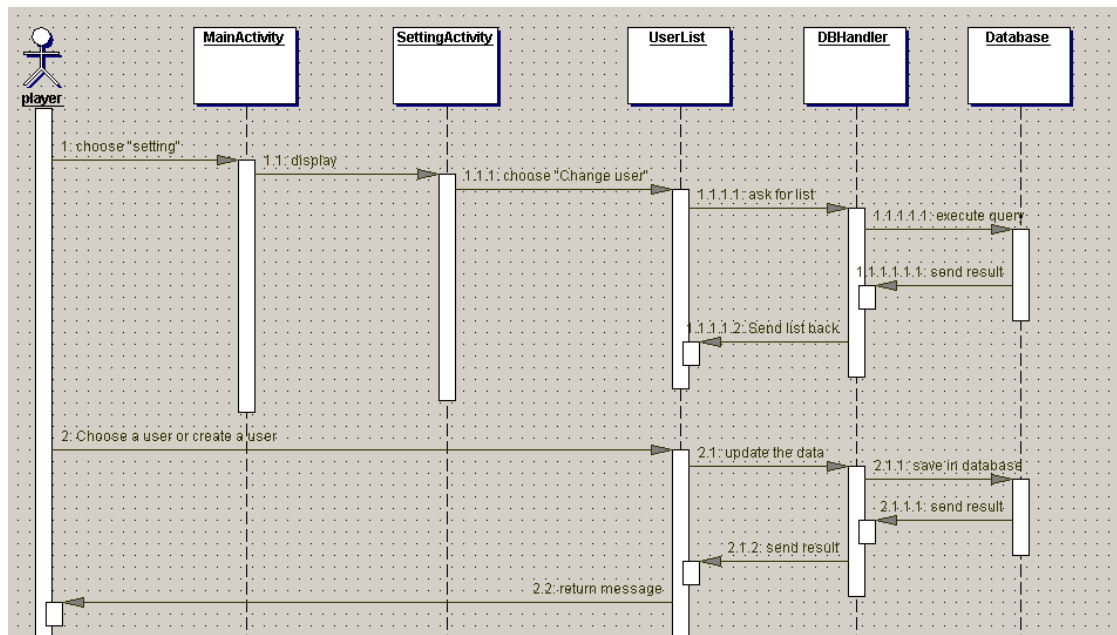 MainActivity
SettingActivity
UserList
DBHandler
Database
player
1: choose "setting"
1.1: display
1.1.1: choose "Change user"
1.1.1.1: ask for list
1.1.1.1.1: execute query
1.1.1.1.1.1: send result
1.1.1.1.2: Send list back
2: Choose a user or create a user
2.1: update the data
2.1.1: save in database
2.1.1.1: send result
2.1.2: send result
2.2: return message